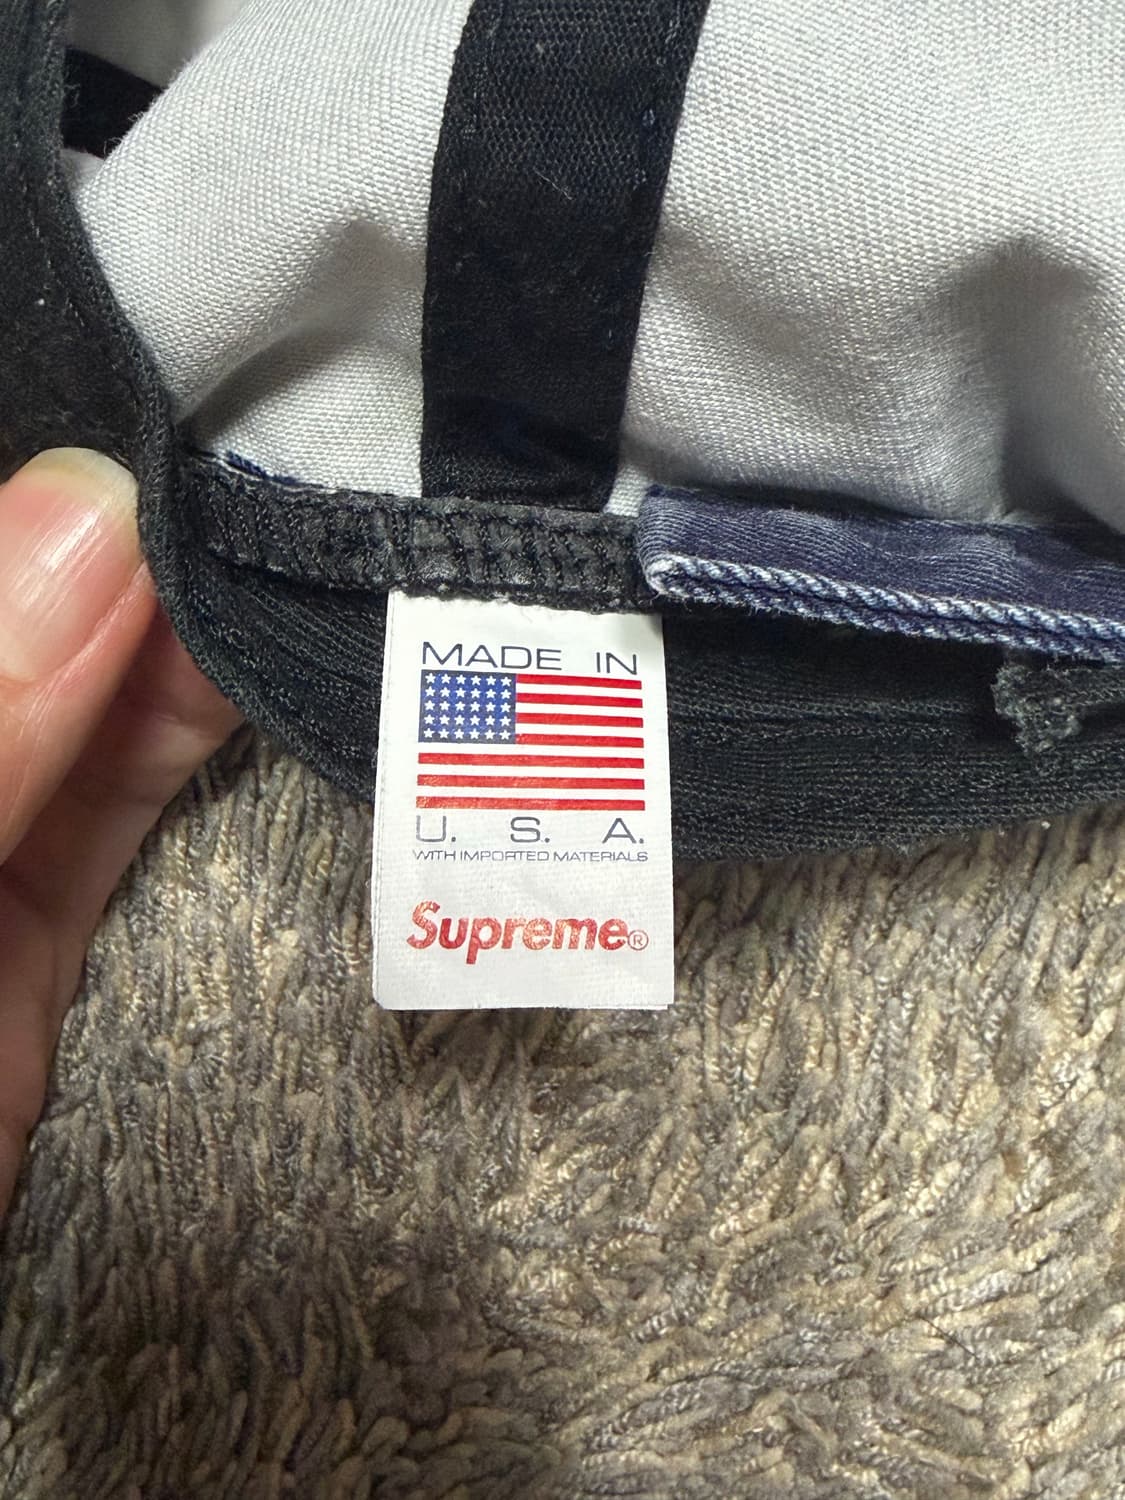 MADE IN
U. S. A.
WITH IMPORTED MATERIALS
Supreme®